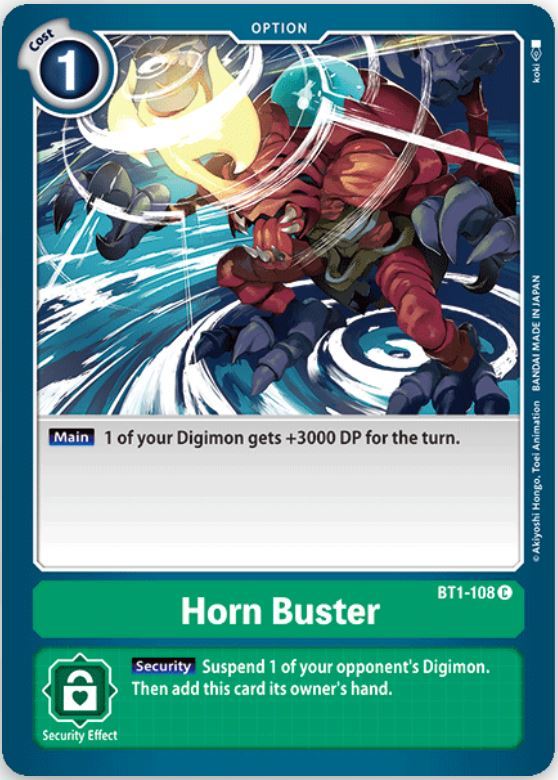 OPTION
Cost
1
koki
Main 1 of your Digimon gets +3000 DP for the turn.
© Akiyoshi Hongo, Toei Animation BANDAI MADE IN JAPAN
BT1-108 C
Horn Buster
Security Suspend 1 of your opponent's Digimon.
Then add this card its owner's hand.
Security Effect